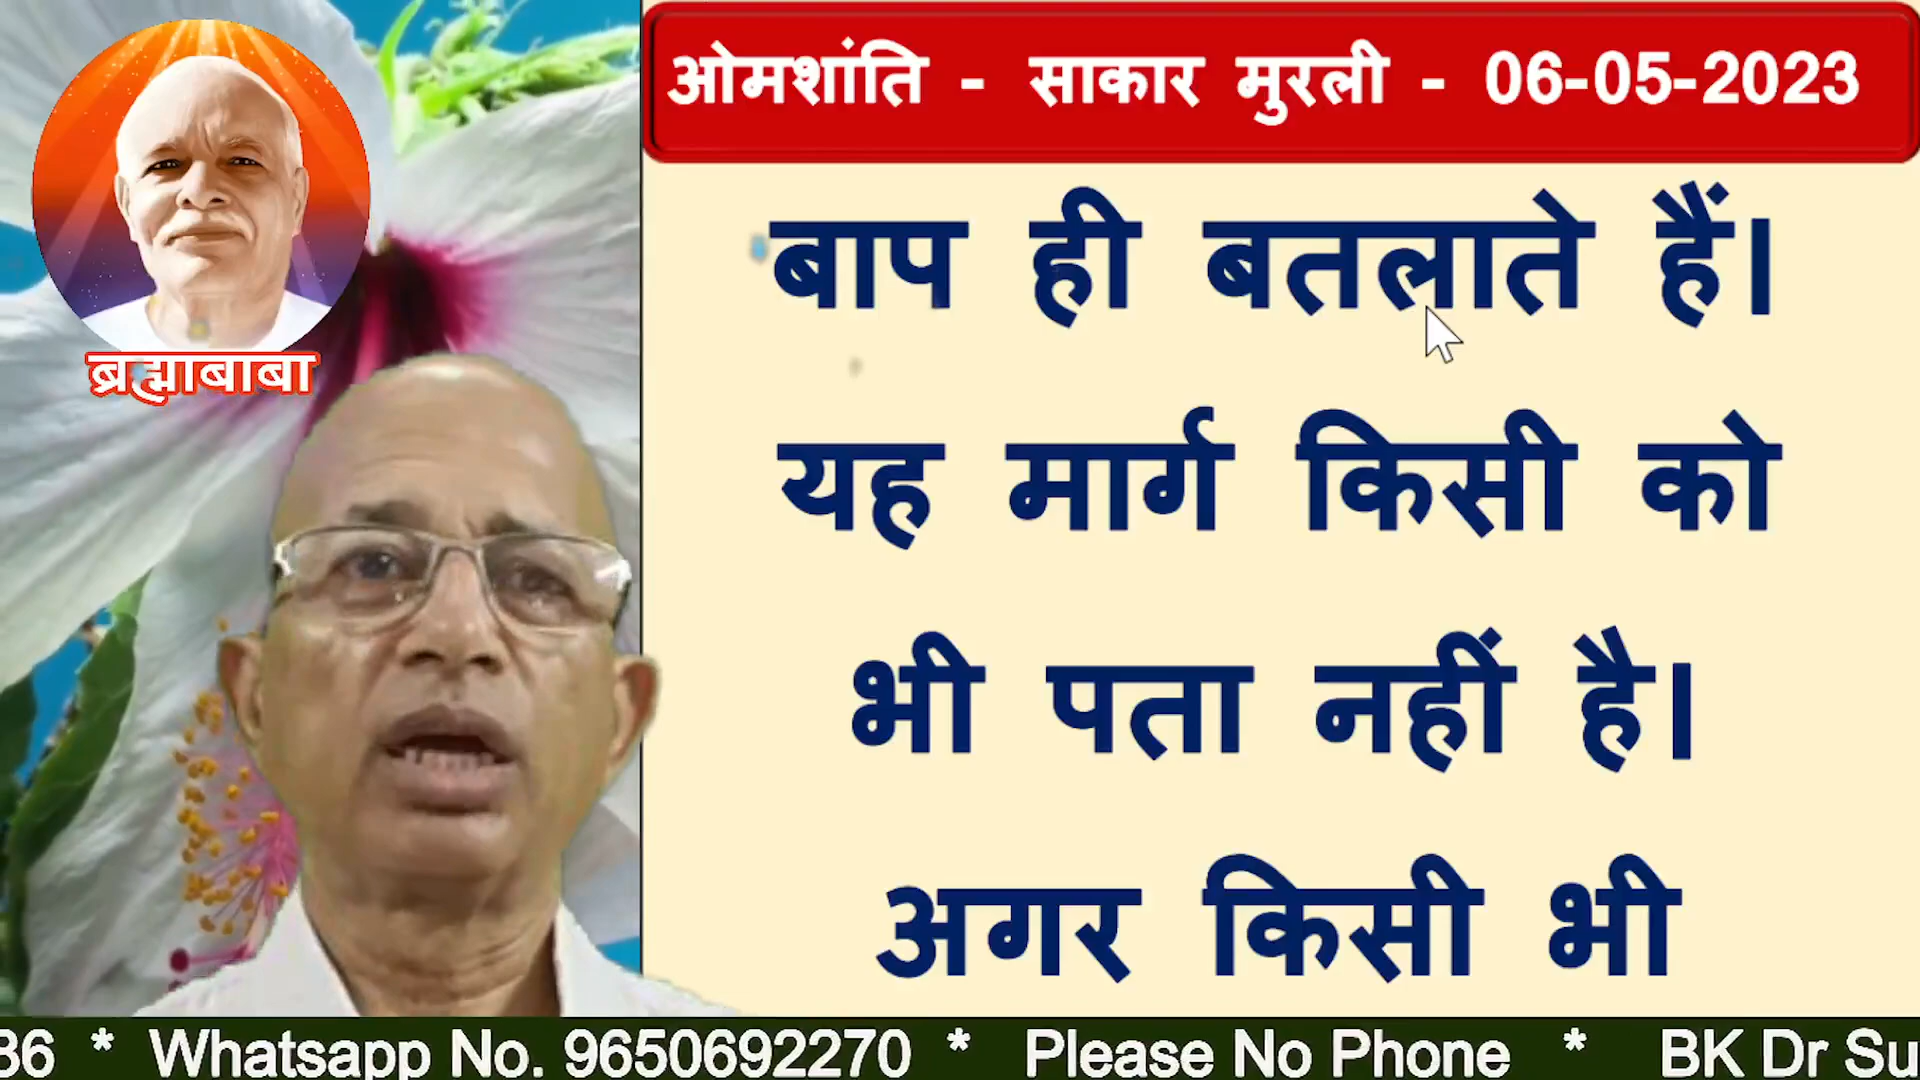 ओमशांति - साकार मुरली - 06-05-2023
ब्रह्माबाबा
बाप ही बतलाते हैं।
यह मार्ग किसी को
भी पता नहीं है।
अगर किसी भी
36 * Whatsapp No. 9650692270 * Please No Phone * BK Dr Su